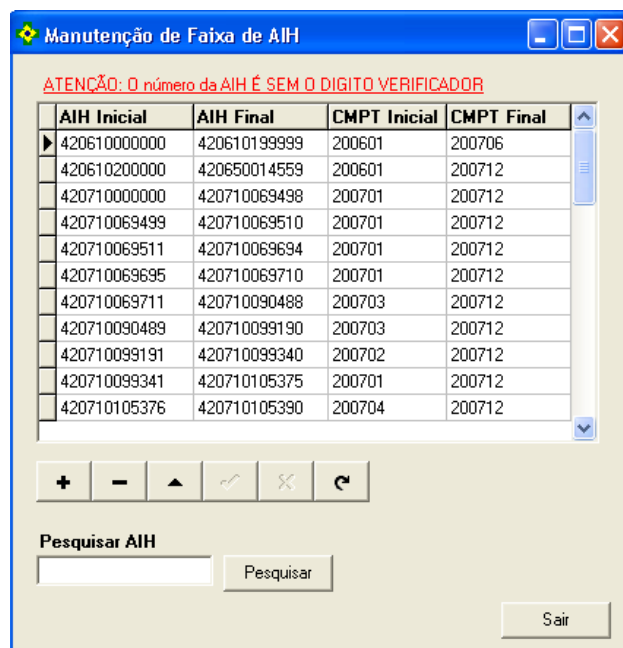 Manutenção de Faixa de AIH
ATENÇÃO: O número da AIH É SEM O DIGITO VERIFICADOR
AIH Inicial AIH Final CMPT Inicial CMPT Final
420610000000 420610199999 200601 200706
420610200000 420650014559 200601 200712
420710000000 420710069498 200701 200712
420710069499 420710069510 200701 200712
420710069511 420710069694 200701 200712
420710069695 420710069710 200701 200712
420710069711 420710090488 200703 200712
420710090489 420710099190 200703 200712
420710099191 420710099340 200702 200712
420710099341 420710105375 200701 200712
420710105376 420710105390 200704 200712
Pesquisar AIH
Pesquisar
Sair